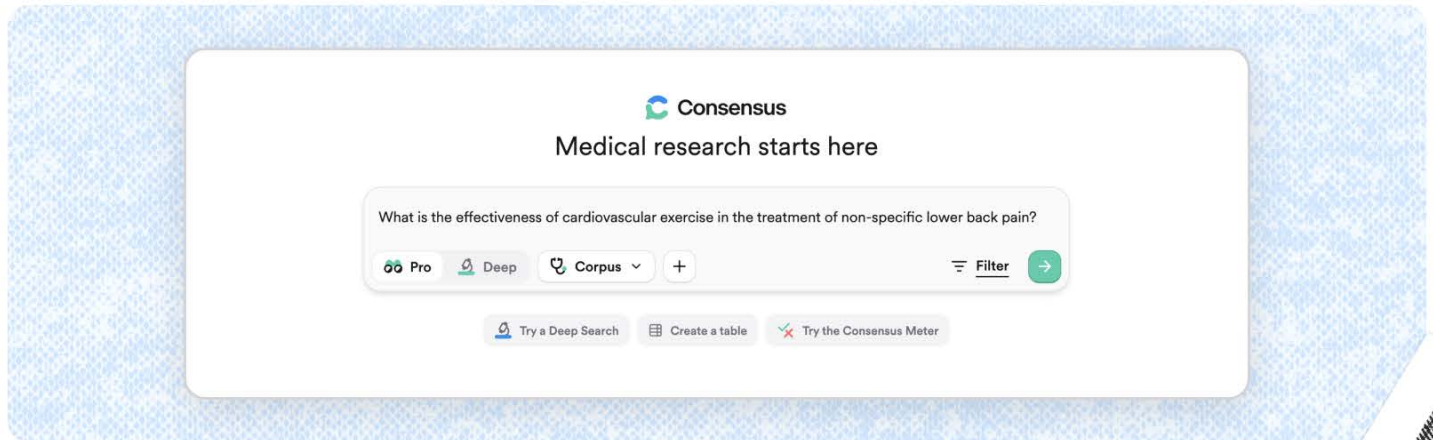 Consensus
Medical research starts here
What is the effectiveness of cardiovascular exercise in the treatment of non-specific lower back pain?
Pro Deep Corpus + Filter
Try a Deep Search Create a table Try the Consensus Meter